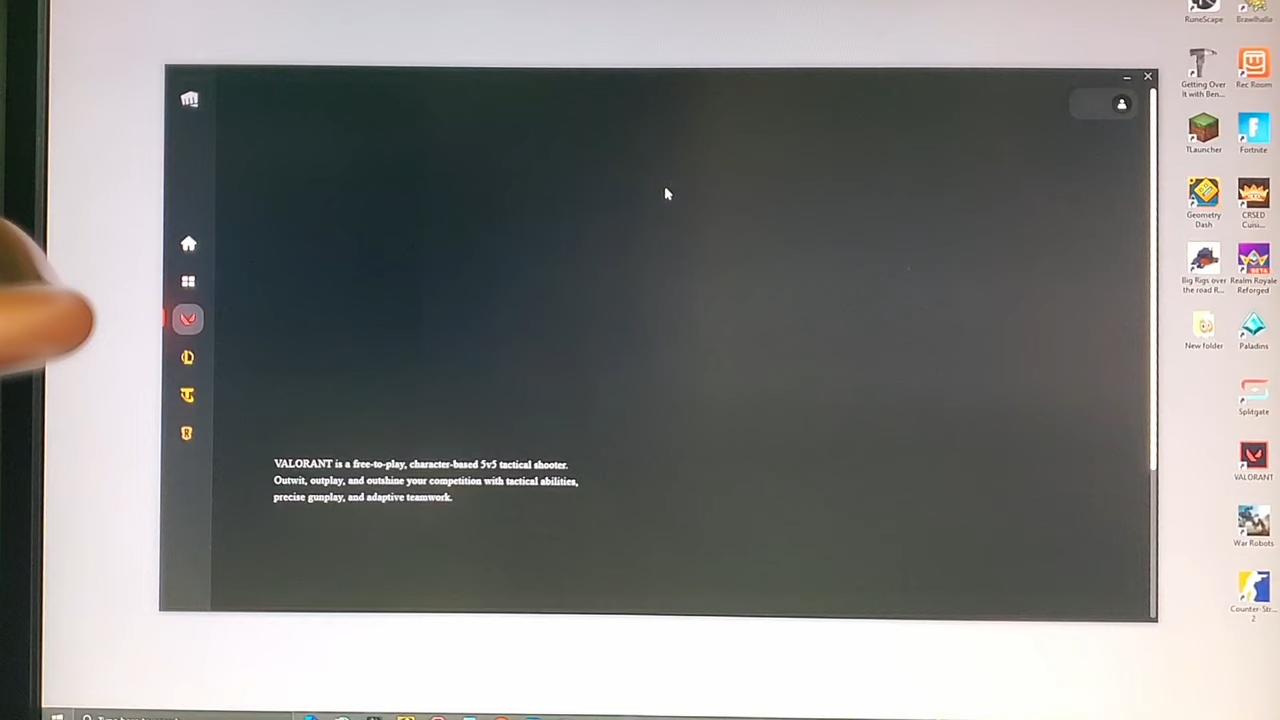 RuneScape
Brawlhalla
Getting Over
It with Ben...
Rec Room
TLauncher
Fortnite
Geometry
Dash
CRSED
Cuisi...
Big Rigs over
the road R...
BETA
Realm Royale
Reforged
New folder
Paladins
Splitgate
VALORANT is a free-to-play, character-based 5v5 tactical shooter.
Outwit, outplay, and outshine your competition with tactical abilities,
precise gunplay, and adaptive teamwork.
VALORANT
War Robots
Counter-Str...
2